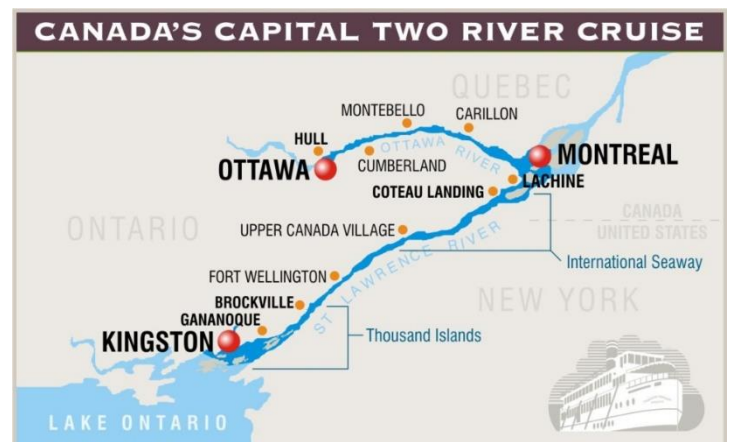 CANADA'S CAPITAL TWO RIVER CRUISE
QUEBEC
MONTEBELLO
CARILLON
HULL
OTTAWA RIVER
MONTREAL
OTTAWA
CUMBERLAND
LACHINE
COTEAU LANDING
CANADA
UNITED STATES
ONTARIO
UPPER CANADA VILLAGE
ST. LAWRENCE RIVER
International Seaway
FORT WELLINGTON
NEW YORK
BROCKVILLE
GANANOQUE
Thousand Islands
KINGSTON
LAKE ONTARIO